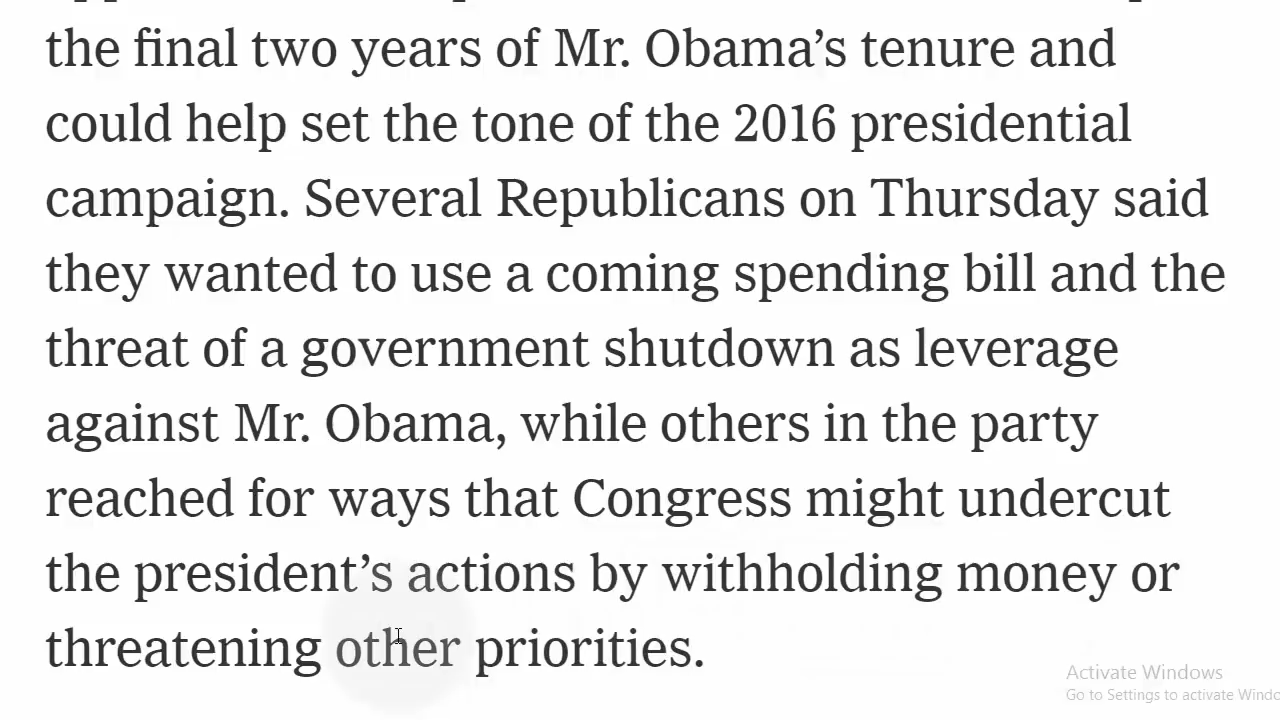 the final two years of Mr. Obama’s tenure and
could help set the tone of the 2016 presidential
campaign. Several Republicans on Thursday said
they wanted to use a coming spending bill and the
threat of a government shutdown as leverage
against Mr. Obama, while others in the party
reached for ways that Congress might undercut
the president’s actions by withholding money or
threatening other priorities.
Activate Windows
Go to Settings to activate